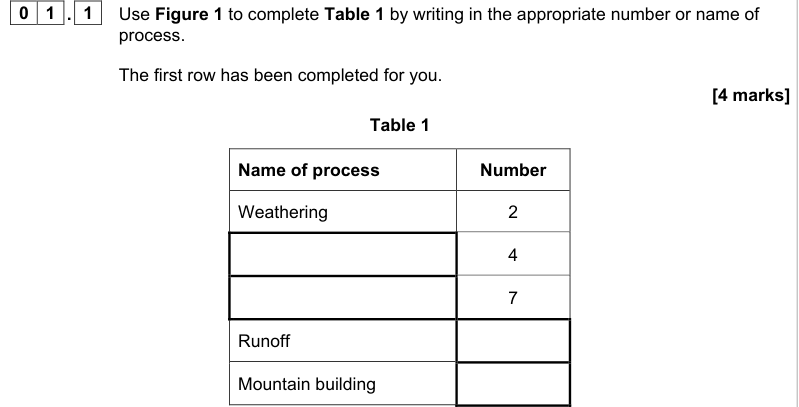 0 1 . 1 Use Figure 1 to complete Table 1 by writing in the appropriate number or name of
process.
The first row has been completed for you.
[4 marks]
Table 1
Name of process Number
Weathering 2
4
7
Runoff
Mountain building